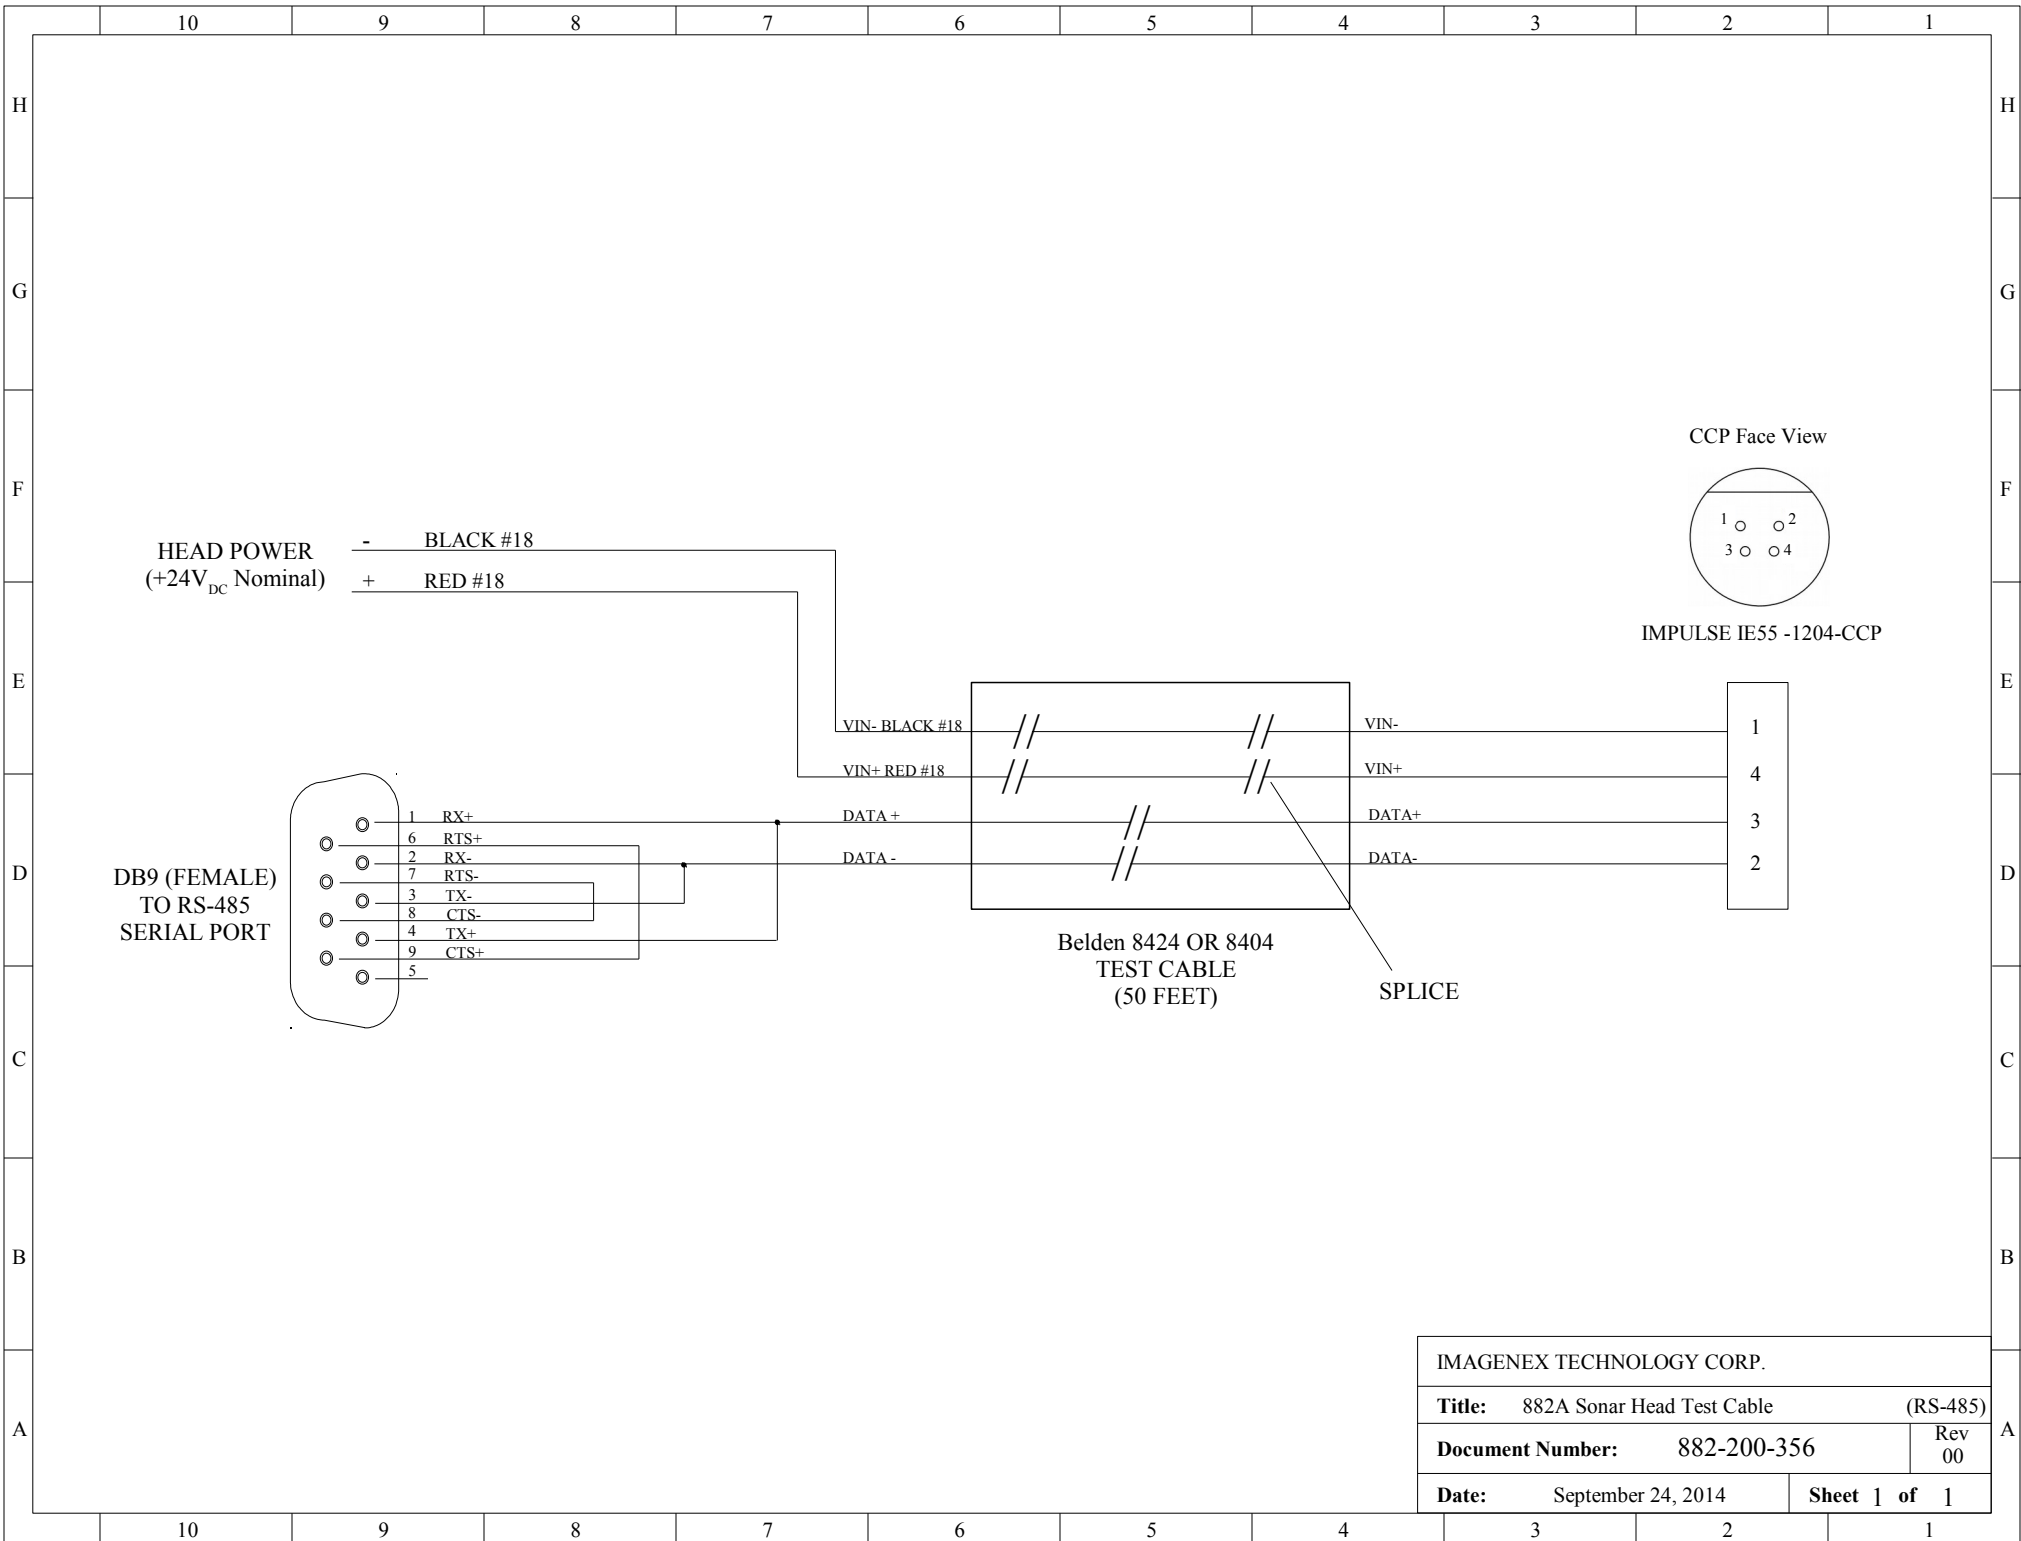 10 9 8 7 6 5 4 3 2 1
H H
G G
CCP Face View
F F
1 2
3 4
HEAD POWER
(+24VDC Nominal)
- BLACK #18
+ RED #18
IMPULSE IE55 -1204-CCP
E E
VIN- BLACK #18 VIN- 1
VIN+ RED #18 VIN+ 4
DATA + DATA+ 3
DATA - DATA- 2
1 RX+
6 RTS+
2 RX-
7 RTS-
3 TX-
8 CTS-
4 TX+
9 CTS+
5
D D
DB9 (FEMALE)
TO RS-485
SERIAL PORT
Belden 8424 OR 8404
TEST CABLE
(50 FEET)
SPLICE
C C
B B
A A
IMAGENEX TECHNOLOGY CORP.
Title: 882A Sonar Head Test Cable (RS-485)
Document Number: 882-200-356 Rev 00
Date: September 24, 2014 Sheet 1 of 1
10 9 8 7 6 5 4 3 2 1